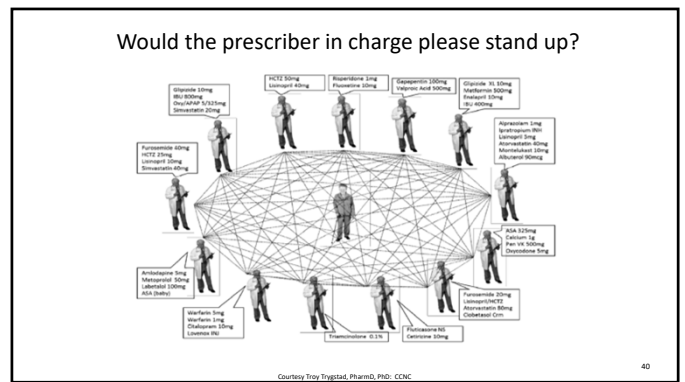 Would the prescriber in charge please stand up?
HCTZ 50mg
Lisinopril 40mg
Risperidone 1mg
Fluoxetine 10mg
Gapapentin 100mg
Valproic Acid 500mg
Glipizide XL 10mg
Metformin 500mg
Enalapril 10mg
IBU 400mg
Glipizide 10mg
IBU 800mg
Oxy/APAP 5/325mg
Simvastatin 20mg
Alprazolam 1mg
Ipratropium INH
Lisinopril 5mg
Atorvastatin 40mg
Montelukast 10mg
Albuterol 90mcg
Furosemide 40mg
HCTZ 25mg
Lisinopril 10mg
Simvastatin 40mg
ASA 325mg
Calcium 1g
Pen VK 500mg
Oxycodone 5mg
Amlodapine 5mg
Metoprolol 50mg
Labetalol 100mg
ASA (baby)
Furosemide 20mg
Lisinopril/HCTZ
Atorvastatin 80mg
Clobetasol Crm
Warfarin 5mg
Warfarin 1mg
Citalopram 10mg
Lovenox INJ
Triamcinolone 0.1%
Fluticasone NS
Cetirizine 10mg
40
Courtesy Troy Trygstad, PharmD, PhD: CCNC